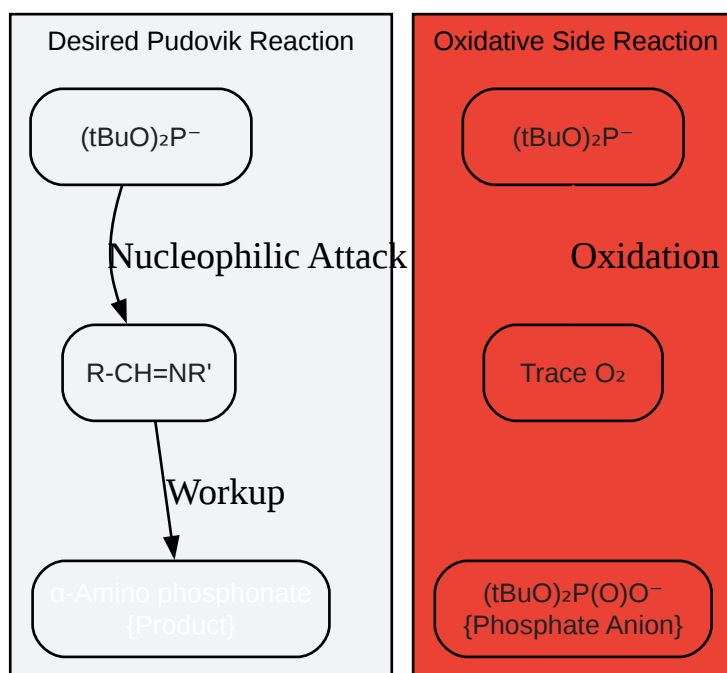 Desired Pudovik Reaction
(tBuO)₂P⁻
Nucleophilic Attack
R-CH=NR'
Workup
α-Amino phosphonate
{Product}
Oxidative Side Reaction
(tBuO)₂P⁻
Oxidation
Trace O₂
(tBuO)₂P(O)O⁻
{Phosphate Anion}